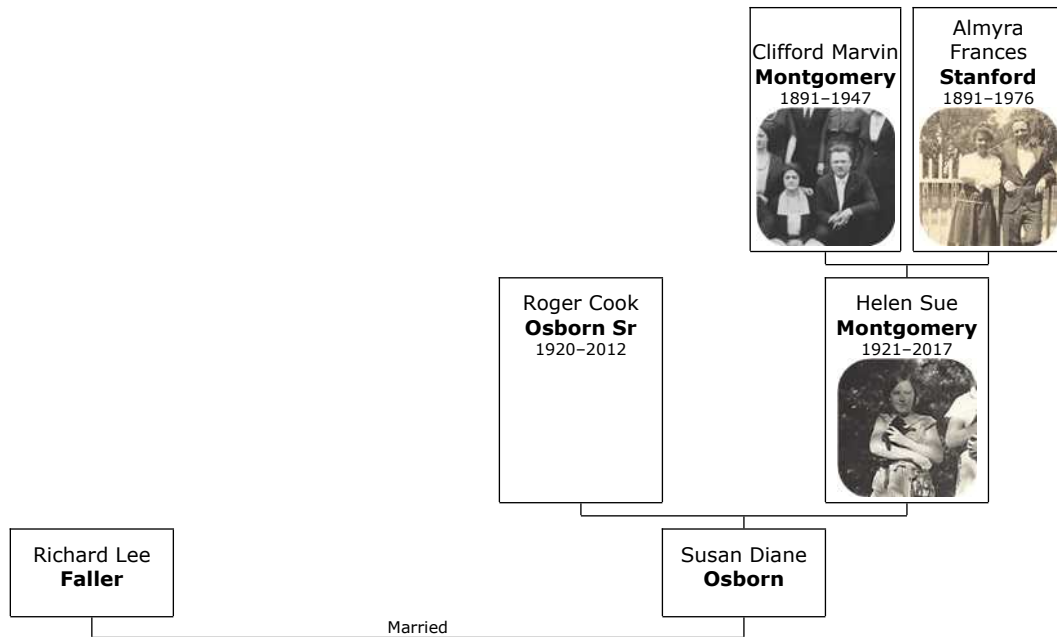 Clifford Marvin
Montgomery
1891–1947
Almyra
Frances
Stanford
1891–1976
Roger Cook
Osborn Sr
1920–2012
Helen Sue
Montgomery
1921–2017
Richard Lee
Faller
Susan Diane
Osborn
Married